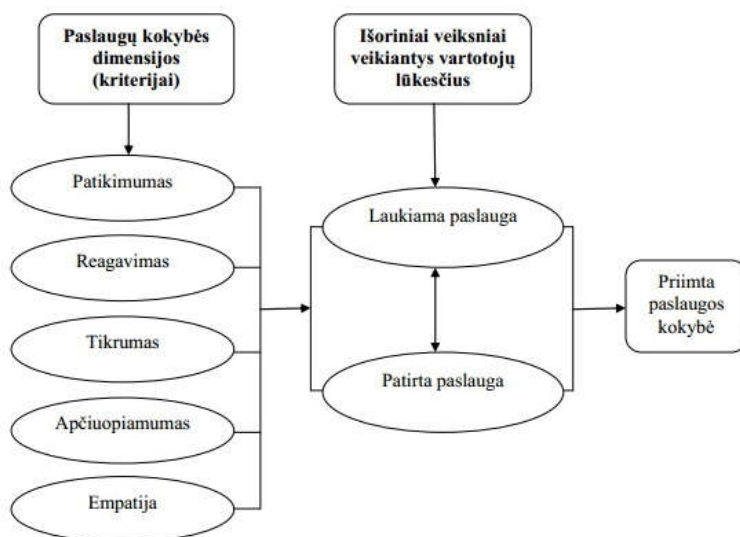 Paslaugų kokybės
dimensijos
(kriterijai)
Išoriniai veiksniai
veikiantys vartotojų
lūkesčius
Patikimumas
Reagavimas
Tikrumas
Apčiuopiamumas
Empatija
Laukiama paslauga
Patirta paslauga
Priimta
paslaugos
kokybė